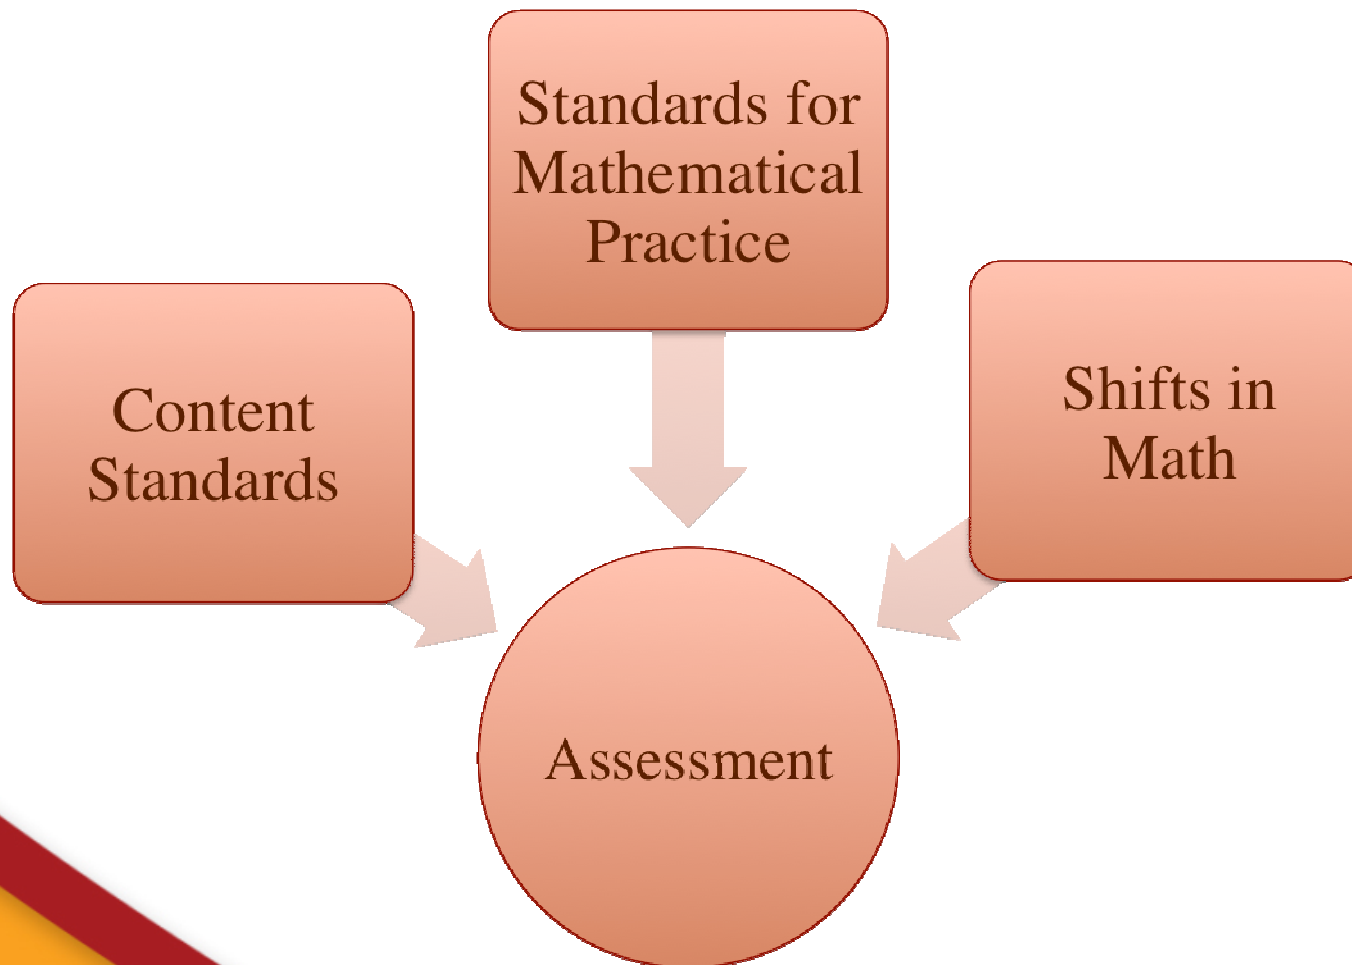 Standards for
Mathematical
Practice
Content
Standards
Shifts in
Math
Assessment